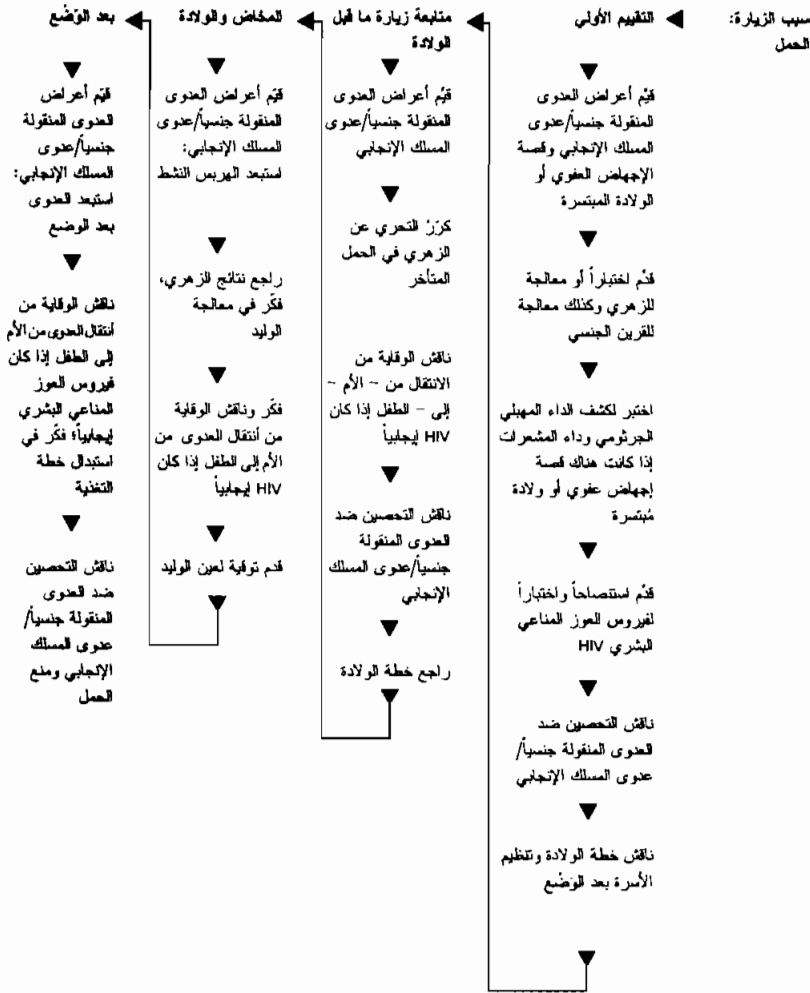 سبب الزيارة:
الحمل
التقييم الأولي
قيّم أعراض العدوى
المنقولة جنسياً/عدوى
المسلك الإنجابي وقصة
الإجهاض العفوي أو
الولادة المبتسرة
قدّم اختباراً أو معالجة
للزهري وكذلك معالجة
للقرين الجنسي
اختبر لكشف الداء المهبلي
الجرثومي وداء المشعرات
إذا كانت هناك قصة
إجهاض عفوي أو ولادة
مُبتسرة
قدّم استنصاحاً واختباراً
لفيروس العوز المناعي
البشري HIV
ناقش التحصين ضد
العدوى المنقولة جنسياً/
عدوى المسلك الإنجابي
ناقش خطة الولادة وتنظيم
الأسرة بعد الوَضْع
متابعة زيارة ما قبل
الولادة
قيّم أعراض العدوى
المنقولة جنسياً/عدوى
المسلك الإنجابي
كرّرْ التحري عن
الزهري في الحمل
المتأخر
ناقش الوقاية من
الانتقال من – الأم –
إلى – الطفل إذا كان
HIV إيجابياً
ناقش التحصين ضد
العدوى المنقولة
جنسياً/عدوى المسلك
الإنجابي
راجع خطة الولادة
المخاض والولادة
قيّم أعراض العدوى
المنقولة جنسياً/عدوى
المسلك الإنجابي:
استبعد الهربس النشط
راجع نتائج الزهري،
فكّر في معالجة
الوليد
فكّر وناقش الوقاية
من أنتقال العدوى من
الأم إلى الطفل إذا كان
HIV إيجابياً
قدم توقية لعين الوليد
بعد الوَضْع
قيّم أعراض
العدوى المنقولة
جنسياً/عدوى
المسلك الإنجابي:
استبعد العدوى
بعد الوضع
ناقش الوقاية من
أنتقال العدوى من الأم
إلى الطفل إذا كان
فيروس العوز
المناعي البشري
إيجابياً؛ فكّر في
استبدال خطة
التغذية
ناقش التحصين
ضد العدوى
المنقولة جنسياً/
عدوى المسلك
الإنجابي ومنع
الحمل